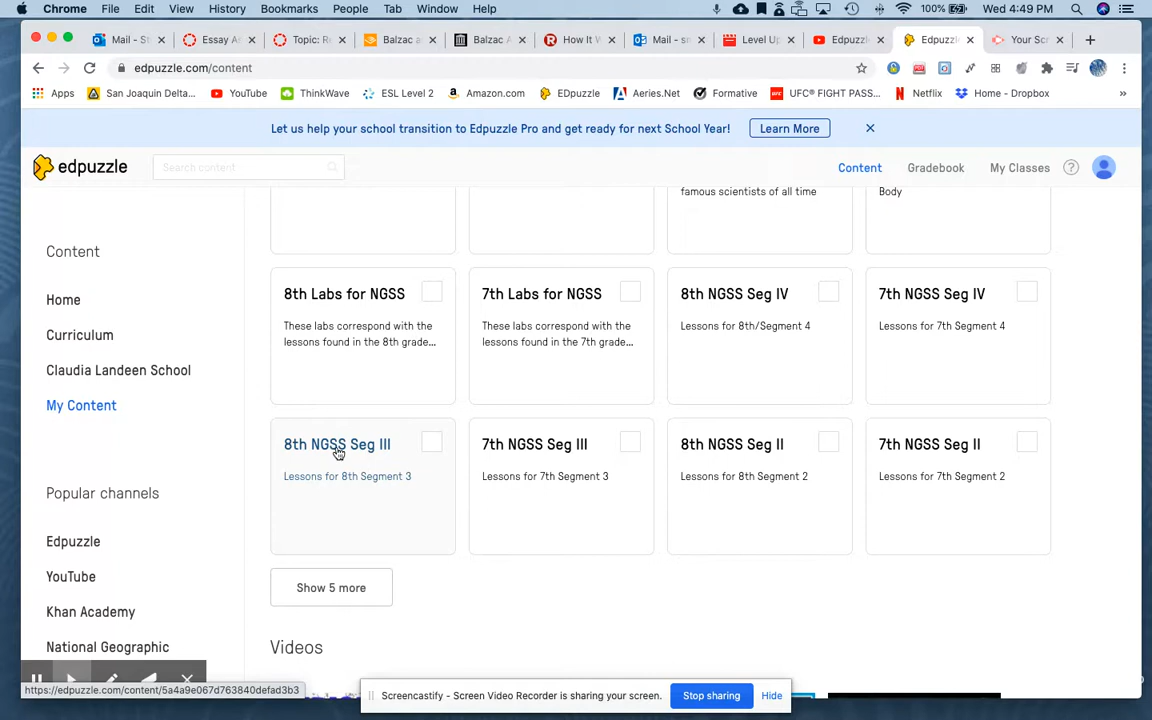 Chrome File Edit View History Bookmarks People Tab Window Help 100% Wed 4:49 PM
Mail - St Essay A Topic: Re Balzac a Balzac A How It W Mail - sn Level Up Edpuzzle Edpuzzle Your Scr
edpuzzle.com/content
Apps San Joaquin Delta... YouTube ThinkWave ESL Level 2 Amazon.com EDpuzzle Aeries.Net Formative UFC® FIGHT PASS... Netflix Home - Dropbox »
Let us help your school transition to Edpuzzle Pro and get ready for next School Year! Learn More
edpuzzle Search content Content Gradebook My Classes ?
famous scientists of all time
Body
Content
Home
Curriculum
Claudia Landeen School
My Content
Popular channels
Edpuzzle
YouTube
Khan Academy
National Geographic
8th Labs for NGSS
These labs correspond with the
lessons found in the 8th grade...
7th Labs for NGSS
These labs correspond with the
lessons found in the 7th grade...
8th NGSS Seg IV
Lessons for 8th/Segment 4
7th NGSS Seg IV
Lessons for 7th Segment 4
8th NGSS Seg III
Lessons for 8th Segment 3
7th NGSS Seg III
Lessons for 7th Segment 3
8th NGSS Seg II
Lessons for 8th Segment 2
7th NGSS Seg II
Lessons for 7th Segment 2
Show 5 more
Videos
https://edpuzzle.com/content/5a4a9e067d763840defad3b3
Screencastify - Screen Video Recorder is sharing your screen. Stop sharing Hide